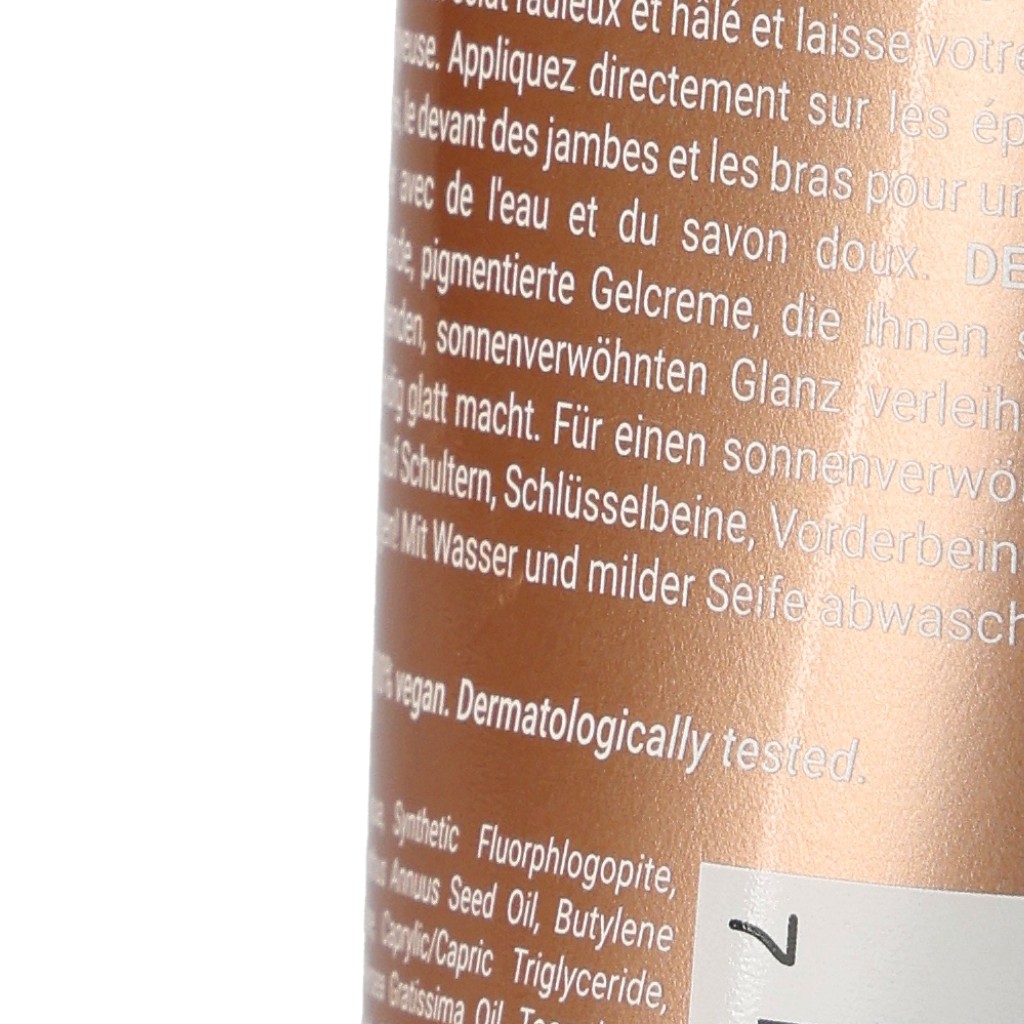 radieux et hâlé et laisse votre
Appliquez directement sur les
le devant des jambes et les bras pour
avec de l'eau et du savon doux. DE
pigmentierte Gelcreme, die Ihnen
sonnenverwöhnten Glanz verleih
glatt macht. Für einen sonnenverwö
Schultern, Schlüsselbeine, Vorderbein
Mit Wasser und milder Seife abwasch
vegan. Dermatologically tested.
Synthetic Fluorphlogopite,
Annuus Seed Oil, Butylene
Caprylic/Capric Triglyceride,
Gratissima Oil,
7